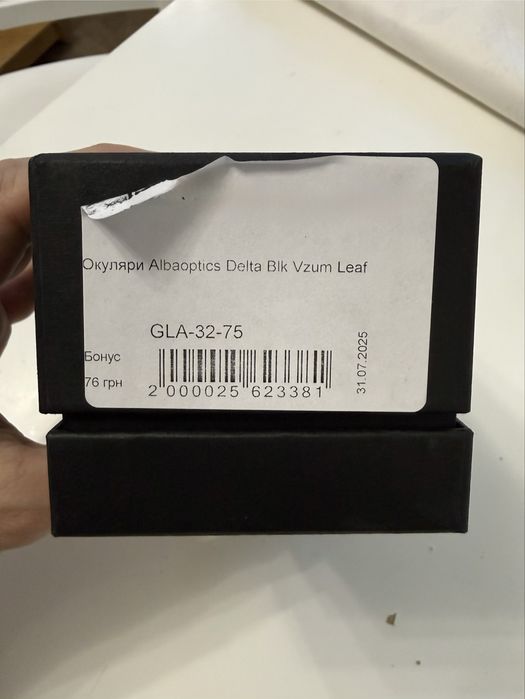 Окуляри Albaoptics Delta Blk Vzum Leaf
GLA-32-75
Бонус
76 грн
2 000025 623381
31.07.2025